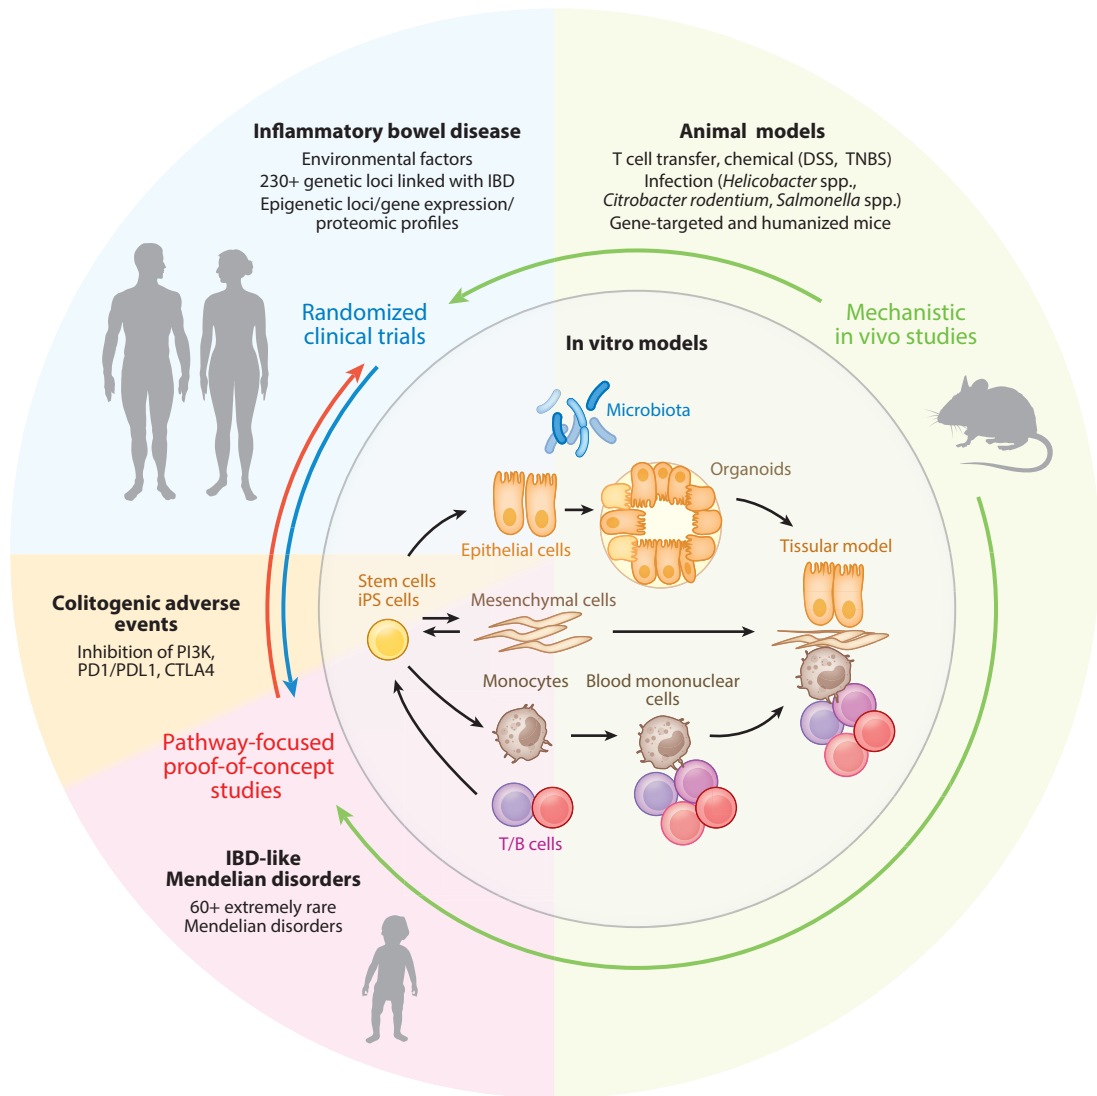 Inflammatory bowel disease
Environmental factors
230+ genetic loci linked with IBD
Epigenetic loci/gene expression/
proteomic profiles
Animal models
T cell transfer, chemical (DSS, TNBS)
Infection (Helicobacter spp.,
Citrobacter rodentium, Salmonella spp.)
Gene-targeted and humanized mice
Randomized
clinical trials
Mechanistic
in vivo studies
In vitro models
Microbiota
Organoids
Epithelial cells
Tissular model
Stem cells
iPS cells
Mesenchymal cells
Monocytes
Blood mononuclear
cells
T/B cells
Colitogenic adverse
events
Inhibition of PI3K,
PD1/PDL1, CTLA4
Pathway-focused
proof-of-concept
studies
IBD-like
Mendelian disorders
60+ extremely rare
Mendelian disorders